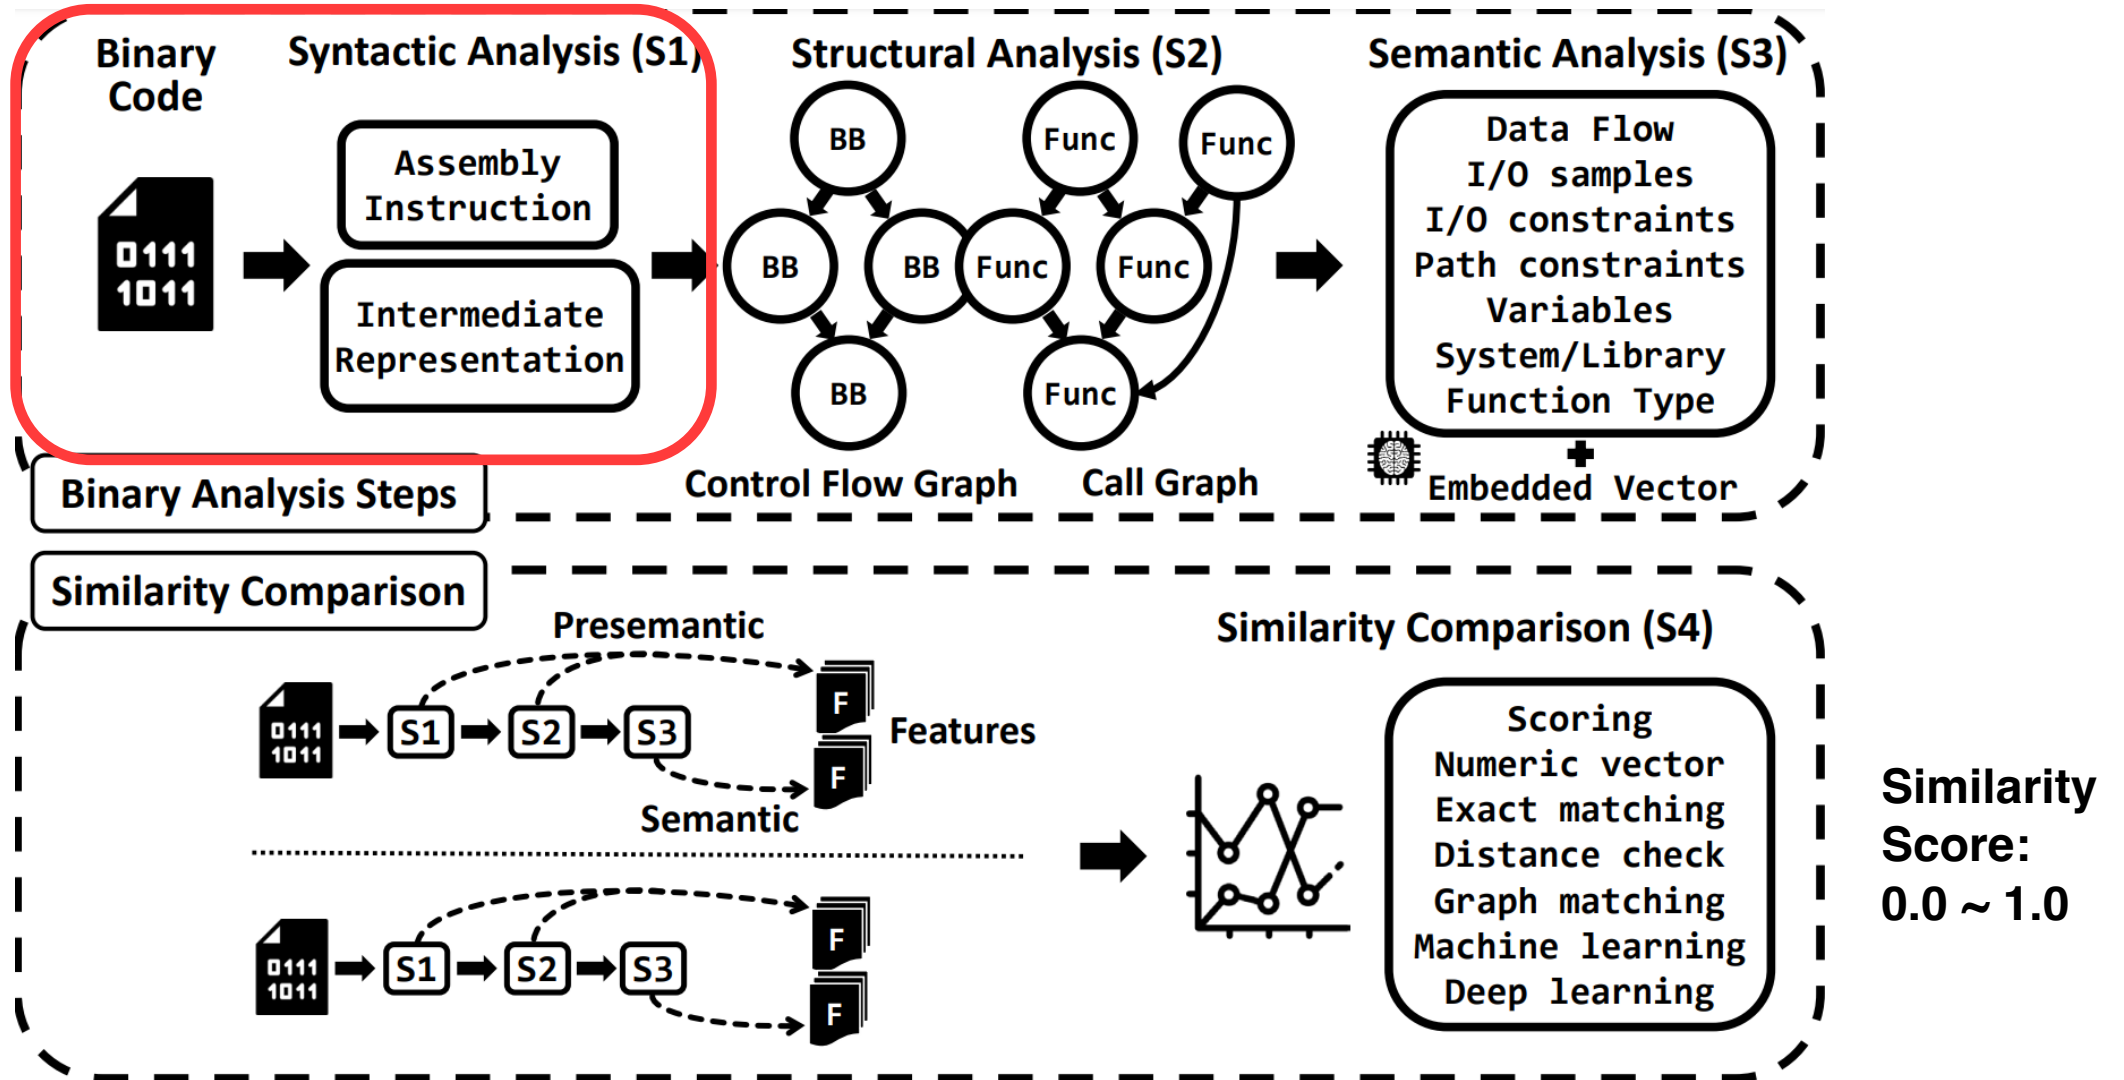 Binary
Code
0111
1011
Syntactic Analysis (S1)
Assembly
Instruction
Intermediate
Representation
Structural Analysis (S2)
BB
BB
BB
BB
Control Flow Graph
Func
Func
Func
Func
Func
Call Graph
Semantic Analysis (S3)
Data Flow
I/O samples
I/O constraints
Path constraints
Variables
System/Library
Function Type
Embedded Vector
Binary Analysis Steps
Similarity Comparison
Presemantic
0111
1011
S1
S2
S3
F
F
Features
Semantic
0111
1011
S1
S2
S3
F
F
Similarity Comparison (S4)
Scoring
Numeric vector
Exact matching
Distance check
Graph matching
Machine learning
Deep learning
Similarity
Score:
0.0 ~ 1.0